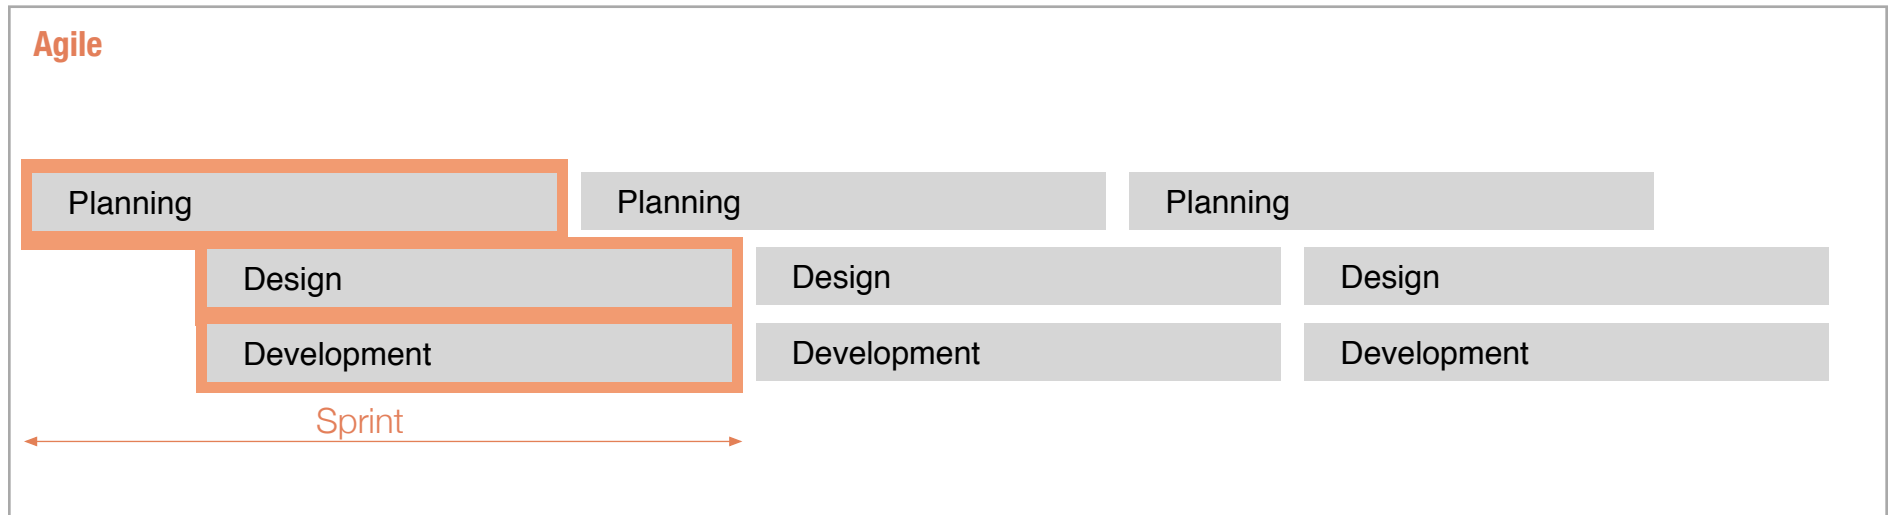 Agile
Planning Planning Planning
Design Design Design
Development Development Development
Sprint